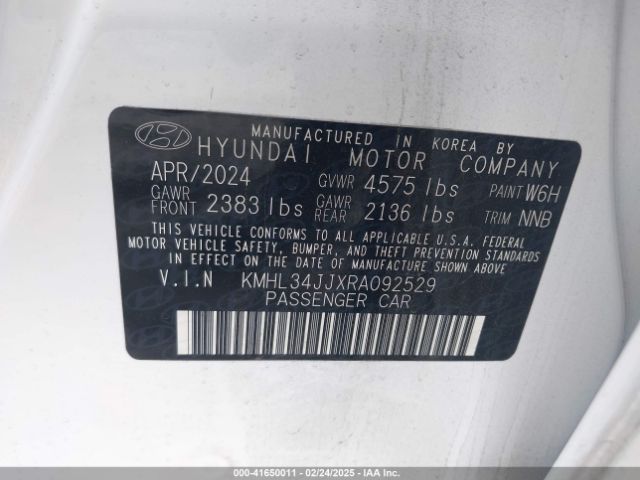 MANUFACTURED IN KOREA BY
HYUNDAI MOTOR COMPANY
APR/2024 GVWR 4575 lbs PAINT W6H
GAWR FRONT 2383 lbs GAWR REAR 2136 lbs TRIM NNB
THIS VEHICLE CONFORMS TO ALL APPLICABLE U.S.A. FEDERAL
MOTOR VEHICLE SAFETY, BUMPER, AND THEFT PREVENTION STANDARDS
IN EFFECT ON THE DATE OF MANUFACTURE SHOWN ABOVE.
V.I.N KMHL34JJXRA092529
PASSENGER CAR
000-41650011 - 02/24/2025 - IAAI.COM